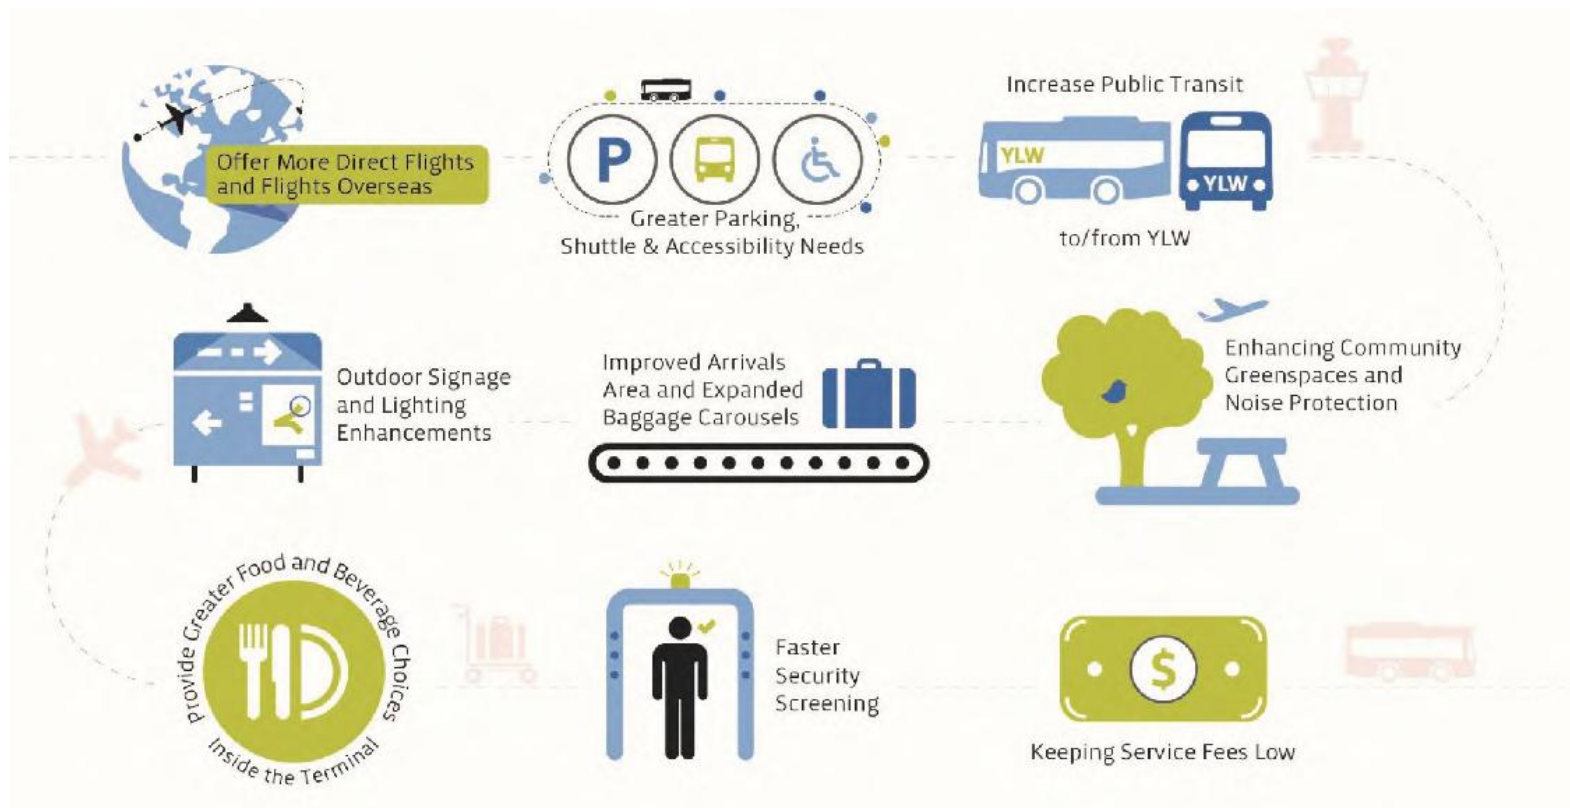 Offer More Direct Flights
and Flights Overseas
P
Greater Parking,
Shuttle & Accessibility Needs
Increase Public Transit
YLW
YLW
to/from YLW
Outdoor Signage
and Lighting
Enhancements
Improved Arrivals
Area and Expanded
Baggage Carousels
Enhancing Community
Greenspaces and
Noise Protection
Provide Greater Food and Beverage Choices
Inside the Terminal
Faster
Security
Screening
$
Keeping Service Fees Low